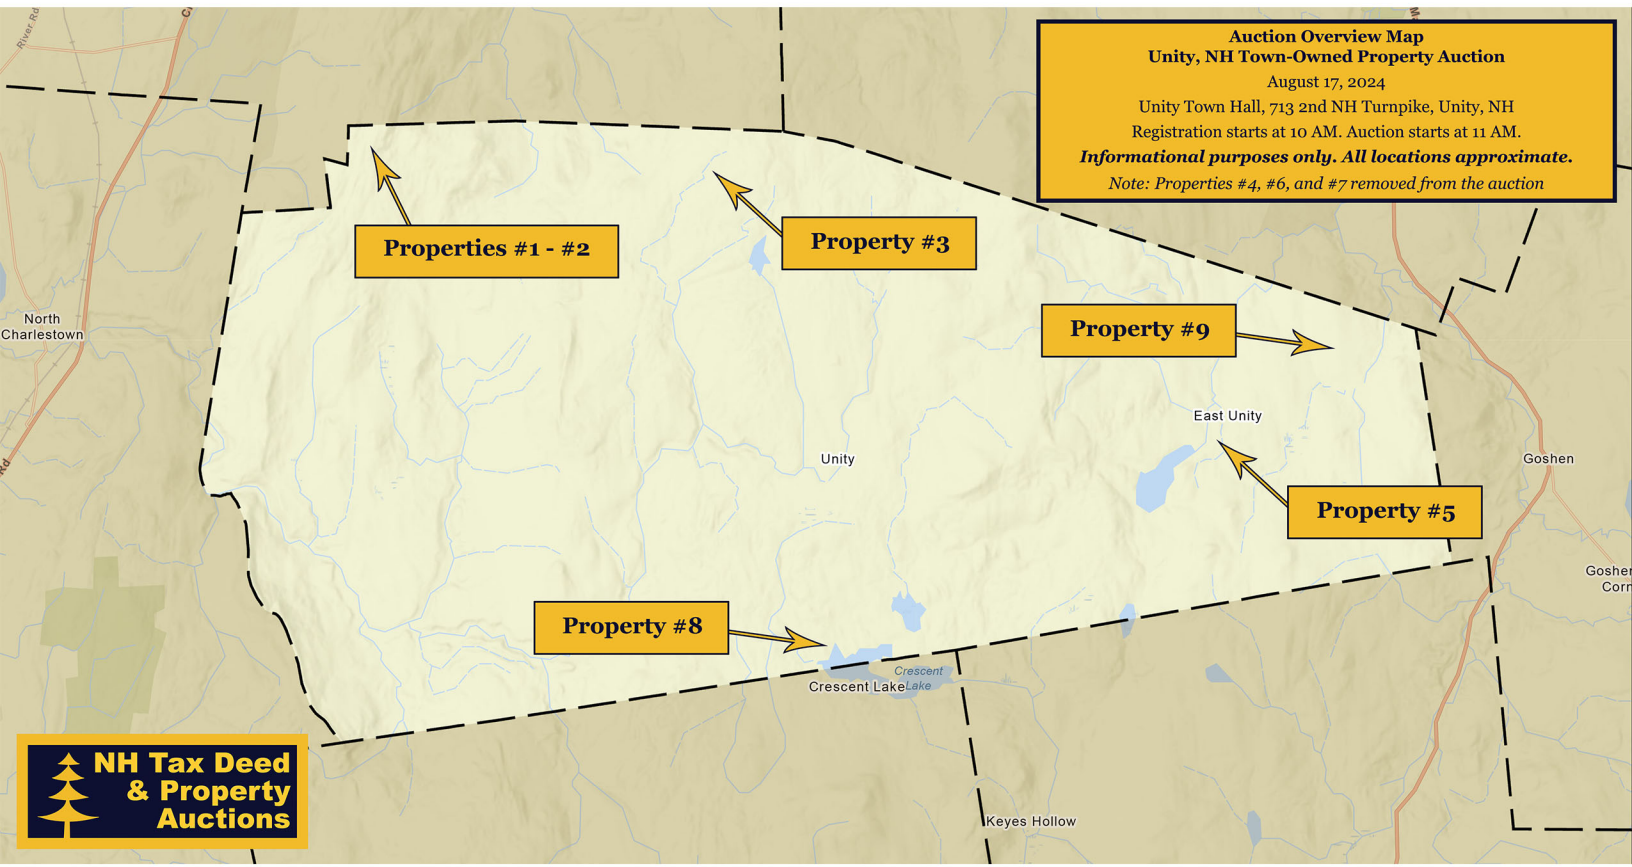 River Rd
Auction Overview Map
Unity, NH Town-Owned Property Auction
August 17, 2024
Unity Town Hall, 713 2nd NH Turnpike, Unity, NH
Registration starts at 10 AM. Auction starts at 11 AM.
Informational purposes only. All locations approximate.
Note: Properties #4, #6, and #7 removed from the auction
Properties #1 - #2
Property #3
North
Charlestown
Property #9
East Unity
Unity
Goshen
Rd
Property #5
Goshen
Corn
Property #8
Crescent
Lake
Crescent Lake
NH Tax Deed
& Property
Auctions
Keyes Hollow